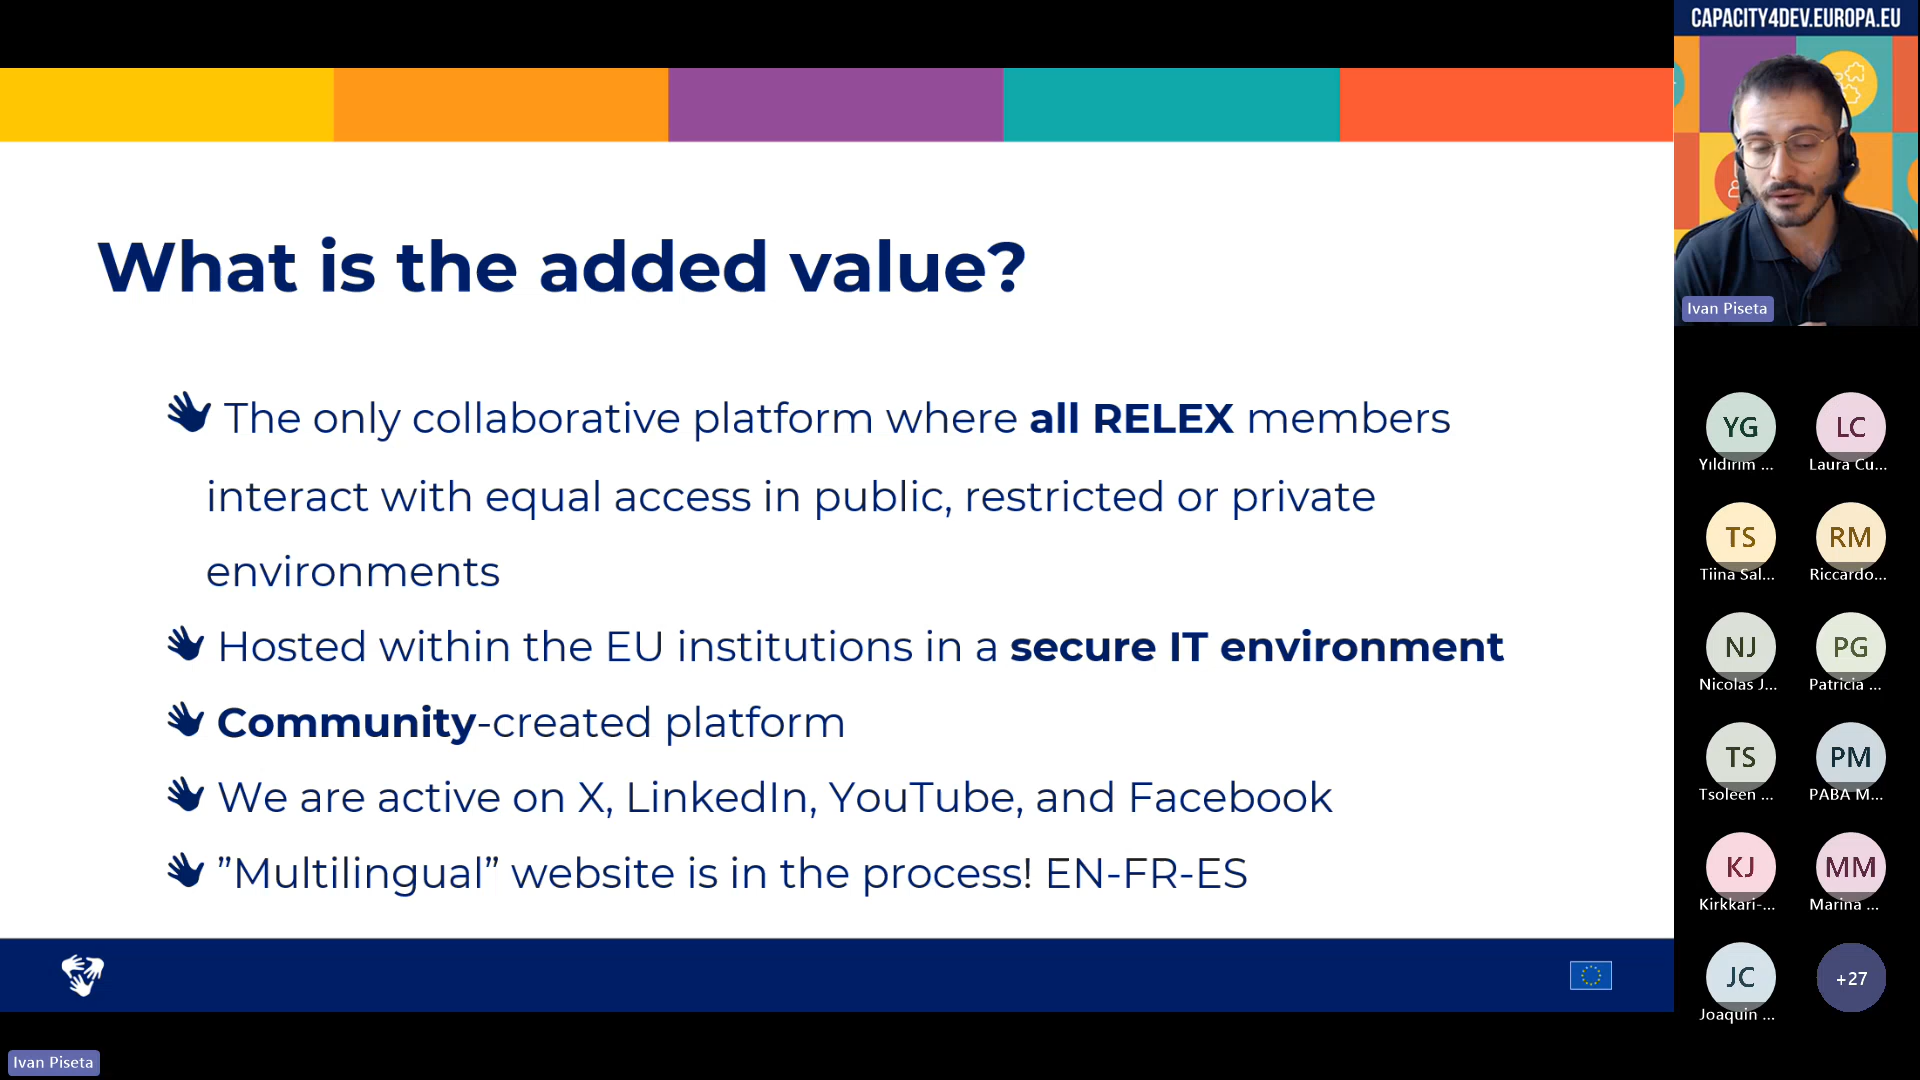 CAPACITY4DEV.EUROPA.EU
What is the added value?
The only collaborative platform where all RELEX members
interact with equal access in public, restricted or private
environments
Hosted within the EU institutions in a secure IT environment
Community-created platform
We are active on X, LinkedIn, YouTube, and Facebook
”Multilingual” website is in the process! EN-FR-ES
Ivan Piseta
YG
Yıldırım ...
LC
Laura Cu...
TS
Tiina Sal...
RM
Riccardo...
NJ
Nicolas J...
PG
Patricia ...
TS
Tsoleen ...
PM
PABA M...
KJ
Kirkkari-...
MM
Marina ...
JC
Joaquin ...
+27
Ivan Piseta